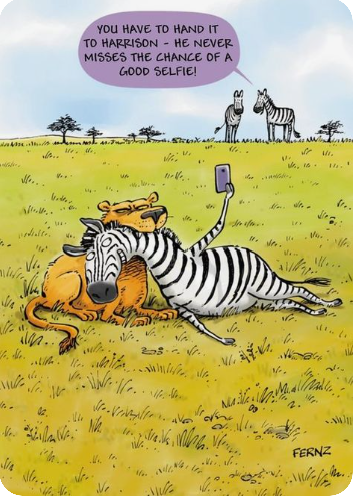 YOU HAVE TO HAND IT
TO HARRISON - HE NEVER
MISSES THE CHANCE OF A
GOOD SELFIE!
FERNZ